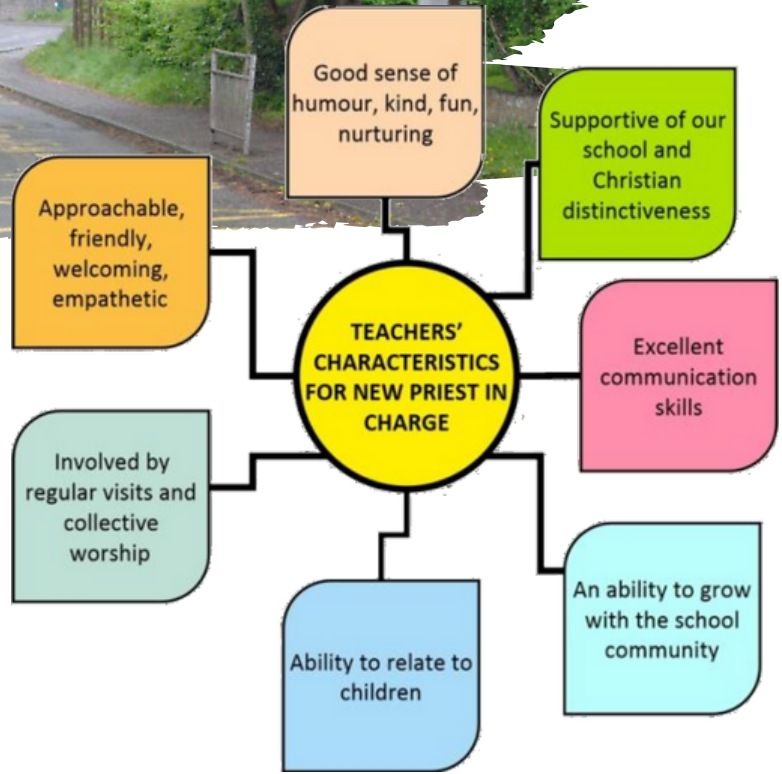 Good sense of
humour, kind, fun,
nurturing
Supportive of our
school and
Christian
distinctiveness
Approachable,
friendly,
welcoming,
empathetic
TEACHERS’
CHARACTERISTICS
FOR NEW PRIEST IN
CHARGE
Excellent
communication
skills
Involved by
regular visits and
collective
worship
An ability to grow
with the school
community
Ability to relate to
children